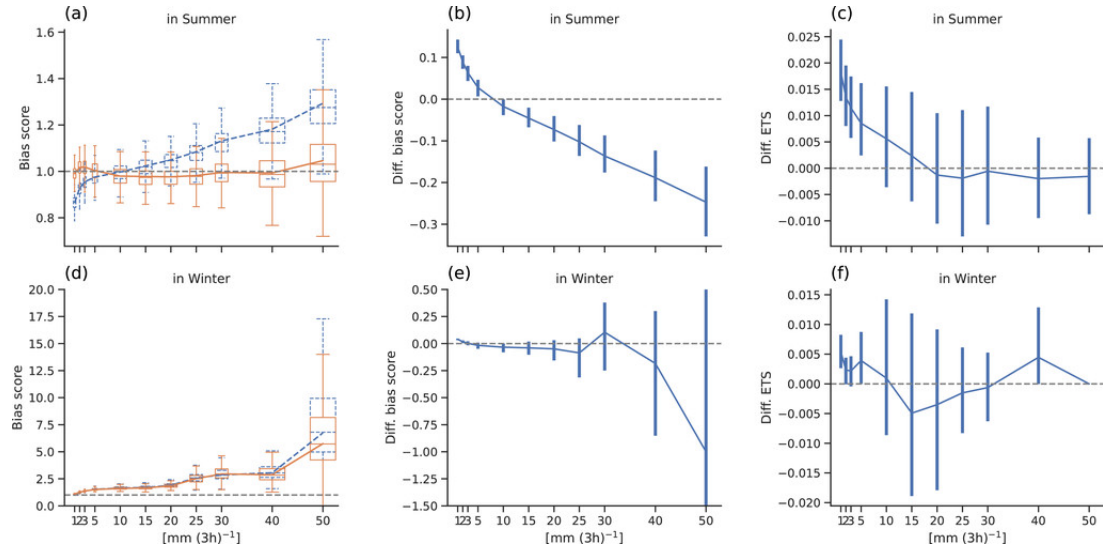 (a)
in Summer
Bias score
1.6
1.4
1.2
1.0
0.8
1 2 3 5 10 15 20 25 30 40 50
(b)
in Summer
Diff. bias score
0.1
0.0
−0.1
−0.2
−0.3
1 2 3 5 10 15 20 25 30 40 50
(c)
in Summer
Diff. ETS
0.025
0.020
0.015
0.010
0.005
0.000
−0.005
−0.010
1 2 3 5 10 15 20 25 30 40 50
(d)
in Winter
Bias score
20.0
17.5
15.0
12.5
10.0
7.5
5.0
2.5
0.0
1 2 3 5 10 15 20 25 30 40 50
[mm (3h)⁻¹]
(e)
in Winter
Diff. bias score
0.50
0.25
0.00
−0.25
−0.50
−0.75
−1.00
−1.25
−1.50
1 2 3 5 10 15 20 25 30 40 50
[mm (3h)⁻¹]
(f)
in Winter
Diff. ETS
0.015
0.010
0.005
0.000
−0.005
−0.010
−0.015
−0.020
1 2 3 5 10 15 20 25 30 40 50
[mm (3h)⁻¹]